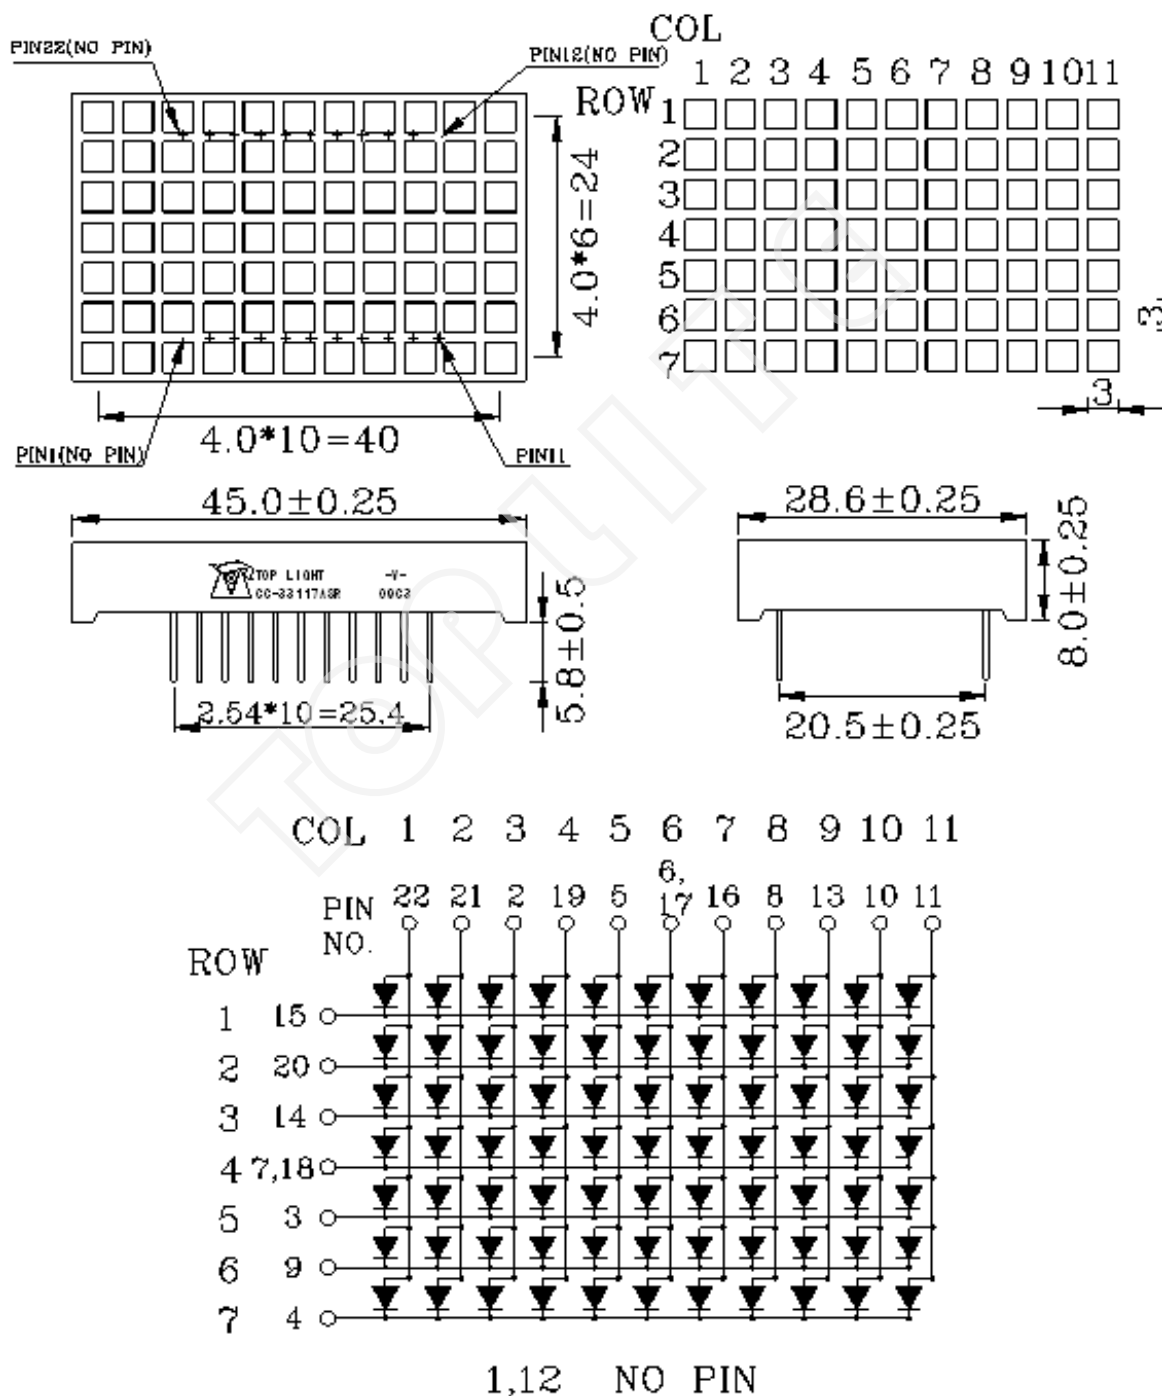 COL
PIN22(NO PIN)
PIN12(NO PIN)
1 2 3 4 5 6 7 8 9 10 11
ROW
1
2
3
4
5
6
7
4.0*6=24
3
3
4.0*10=40
PIN1(NO PIN)
PIN11
45.0±0.25
28.6±0.25
TOP LIGHT -V-
CC-33117ASR 00C3
5.8±0.5
8.0±0.25
2.54*10=25.4
20.5±0.25
TOPLITE
COL 1 2 3 4 5 6 7 8 9 10 11
PIN NO. 22 21 2 19 5 6,17 16 8 13 10 11
ROW
1 15
2 20
3 14
4 7,18
5 3
6 9
7 4
1,12 NO PIN